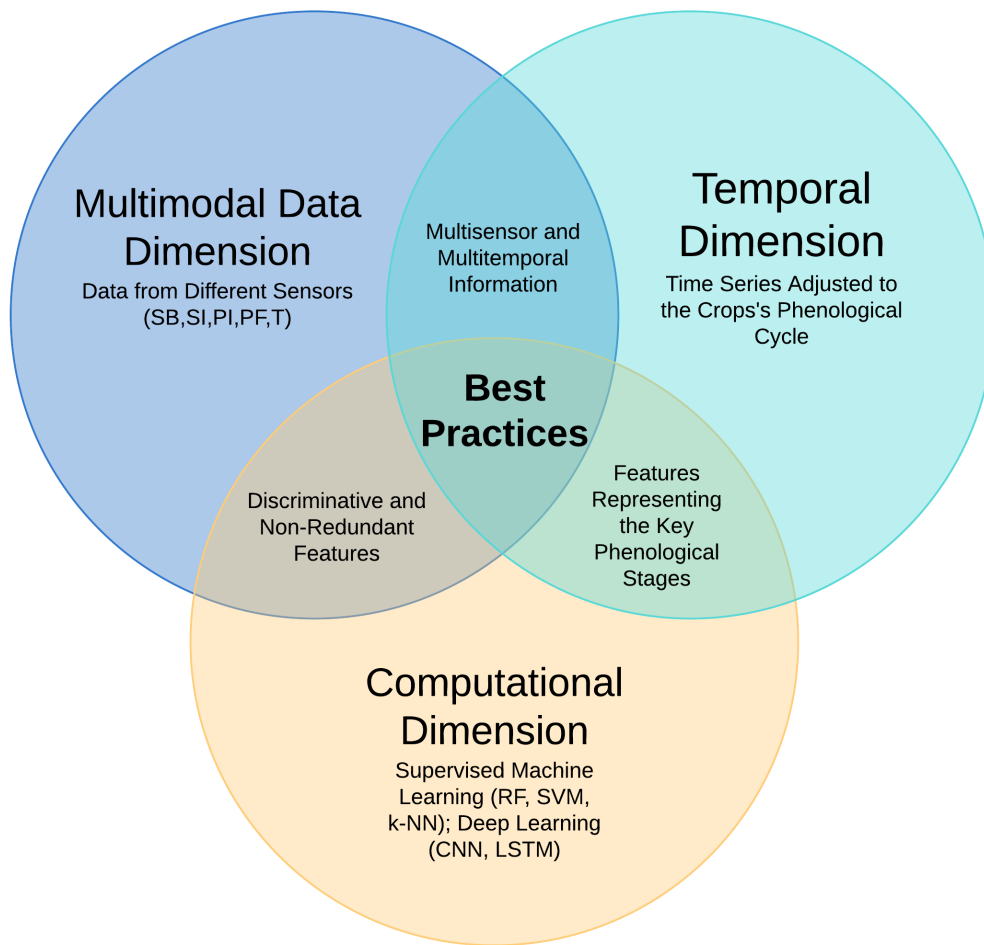 Multimodal Data
Dimension
Data from Different Sensors
(SB,SI,PI,PF,T)
Multisensor and
Multitemporal
Information
Temporal
Dimension
Time Series Adjusted to
the Crops's Phenological
Cycle
Best
Practices
Discriminative and
Non-Redundant
Features
Features
Representing
the Key
Phenological
Stages
Computational
Dimension
Supervised Machine
Learning (RF, SVM,
k-NN); Deep Learning
(CNN, LSTM)